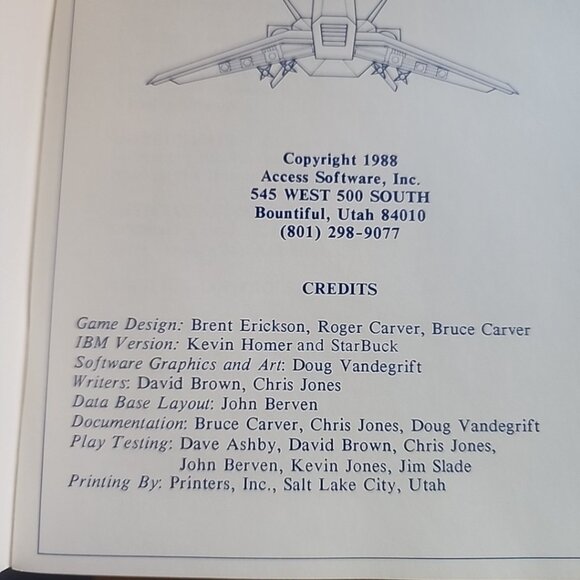 Copyright 1988
Access Software, Inc.
545 WEST 500 SOUTH
Bountiful, Utah 84010
(801) 298-9077
CREDITS
Game Design: Brent Erickson, Roger Carver, Bruce Carver
IBM Version: Kevin Homer and StarBuck
Software Graphics and Art: Doug Vandegrift
Writers: David Brown, Chris Jones
Data Base Layout: John Berven
Documentation: Bruce Carver, Chris Jones, Doug Vandegrift
Play Testing: Dave Ashby, David Brown, Chris Jones,
John Berven, Kevin Jones, Jim Slade
Printing By: Printers, Inc., Salt Lake City, Utah